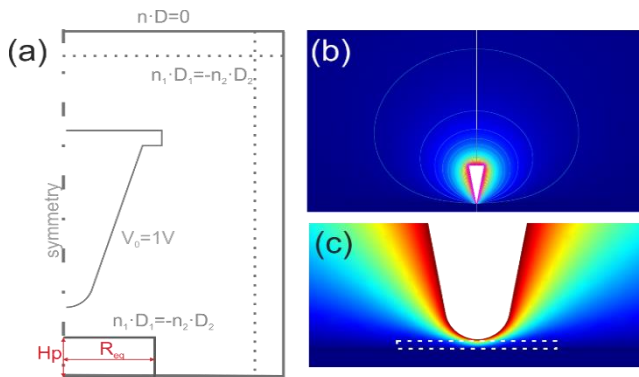 n·D=0
(a)
(b)
n₁·D₁=-n₂·D₂
symmetry
V₀=1V
(c)
n₁·D₁=-n₂·D₂
Hp
R_eq